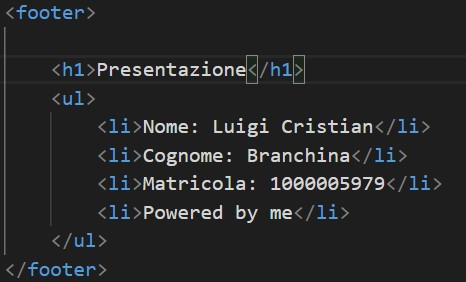 <footer>
<h1>Presentazione</h1>
<ul>
<li>Nome: Luigi Cristian</li>
<li>Cognome: Branchina</li>
<li>Matricola: 1000005979</li>
<li>Powered by me</li>
</ul>
</footer>